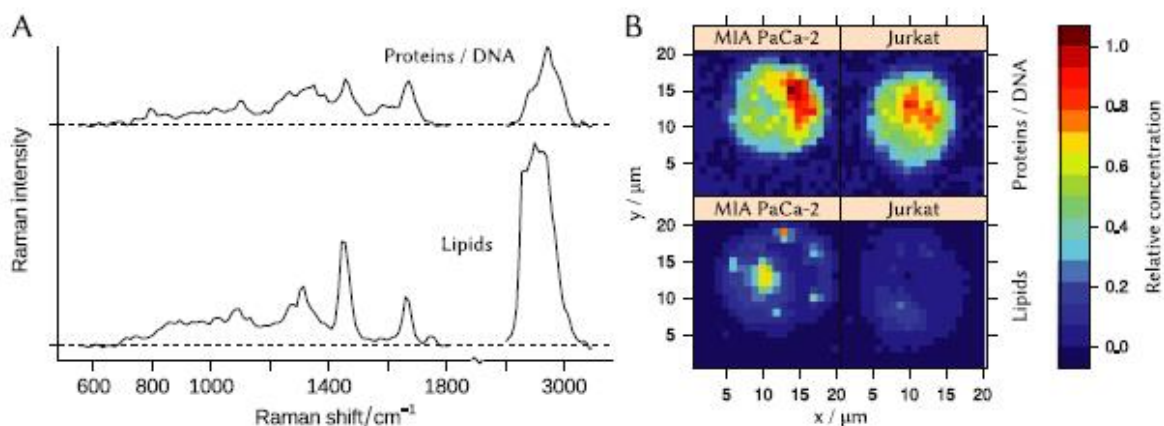 A
Proteins / DNA
Lipids
Raman intensity
600 800 1000 1400 1800 3000
Raman shift/cm⁻¹
B
MIA PaCa-2 Jurkat
Proteins / DNA
20
15
10
5
y / μm
MIA PaCa-2 Jurkat
Lipids
20
15
10
5
5 10 15 20 5 10 15 20
x / μm
1.0
0.8
0.6
0.4
0.2
0.0
Relative concentration